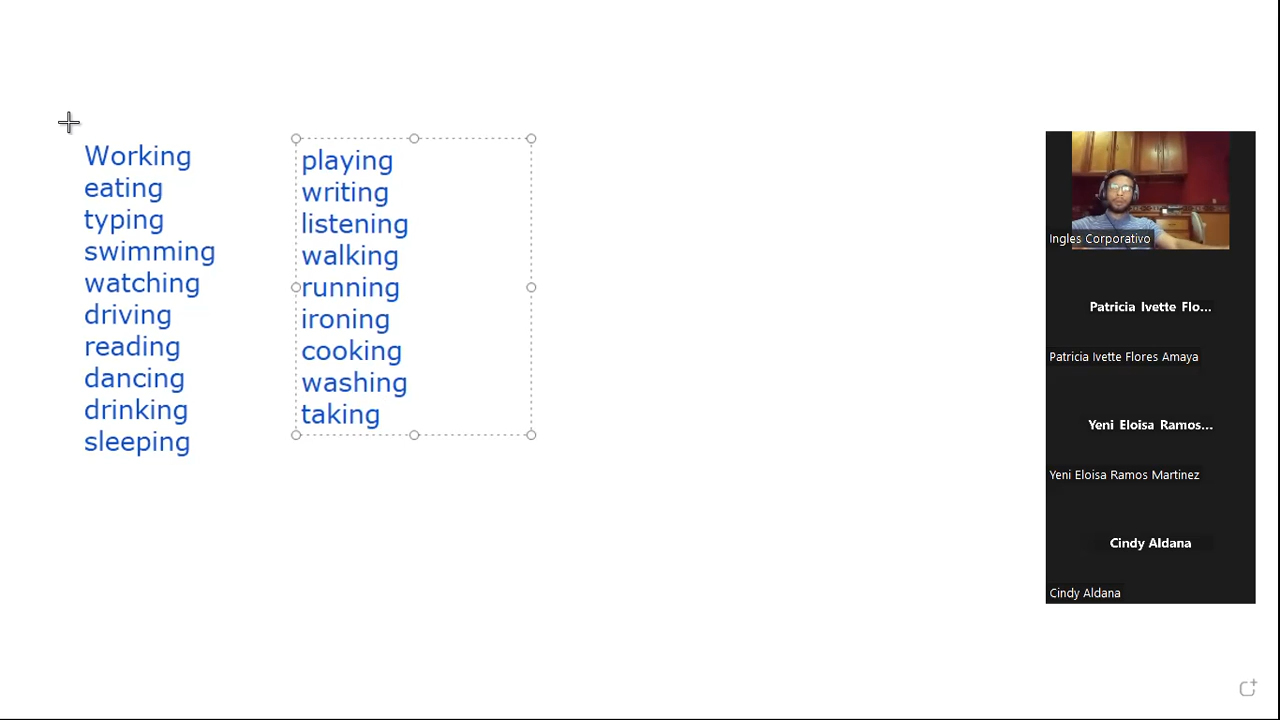 Working
eating
typing
swimming
watching
driving
reading
dancing
drinking
sleeping
playing
writing
listening
walking
running
ironing
cooking
washing
taking
Ingles Corporativo
Patricia Ivette Flo...
Patricia Ivette Flores Amaya
Yeni Eloisa Ramos...
Yeni Eloisa Ramos Martinez
Cindy Aldana
Cindy Aldana